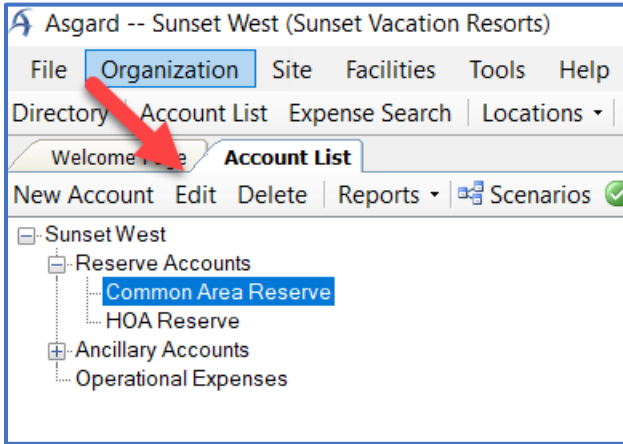 Asgard -- Sunset West (Sunset Vacation Resorts)
File Organization Site Facilities Tools Help
Directory Account List Expense Search Locations
Welcome Account List
New Account Edit Delete Reports Scenarios
Sunset West
Reserve Accounts
Common Area Reserve
HOA Reserve
Ancillary Accounts
Operational Expenses